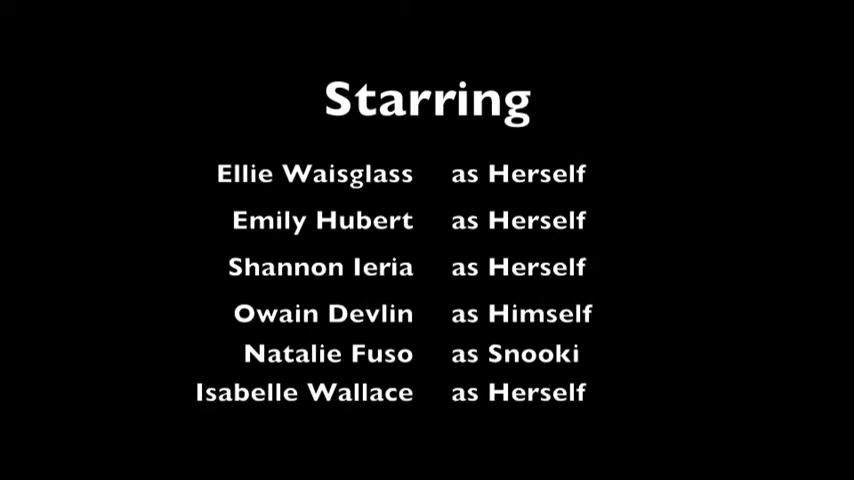 Starring
Ellie Waisglass as Herself
Emily Hubert as Herself
Shannon Ieria as Herself
Owain Devlin as Himself
Natalie Fuso as Snooki
Isabelle Wallace as Herself